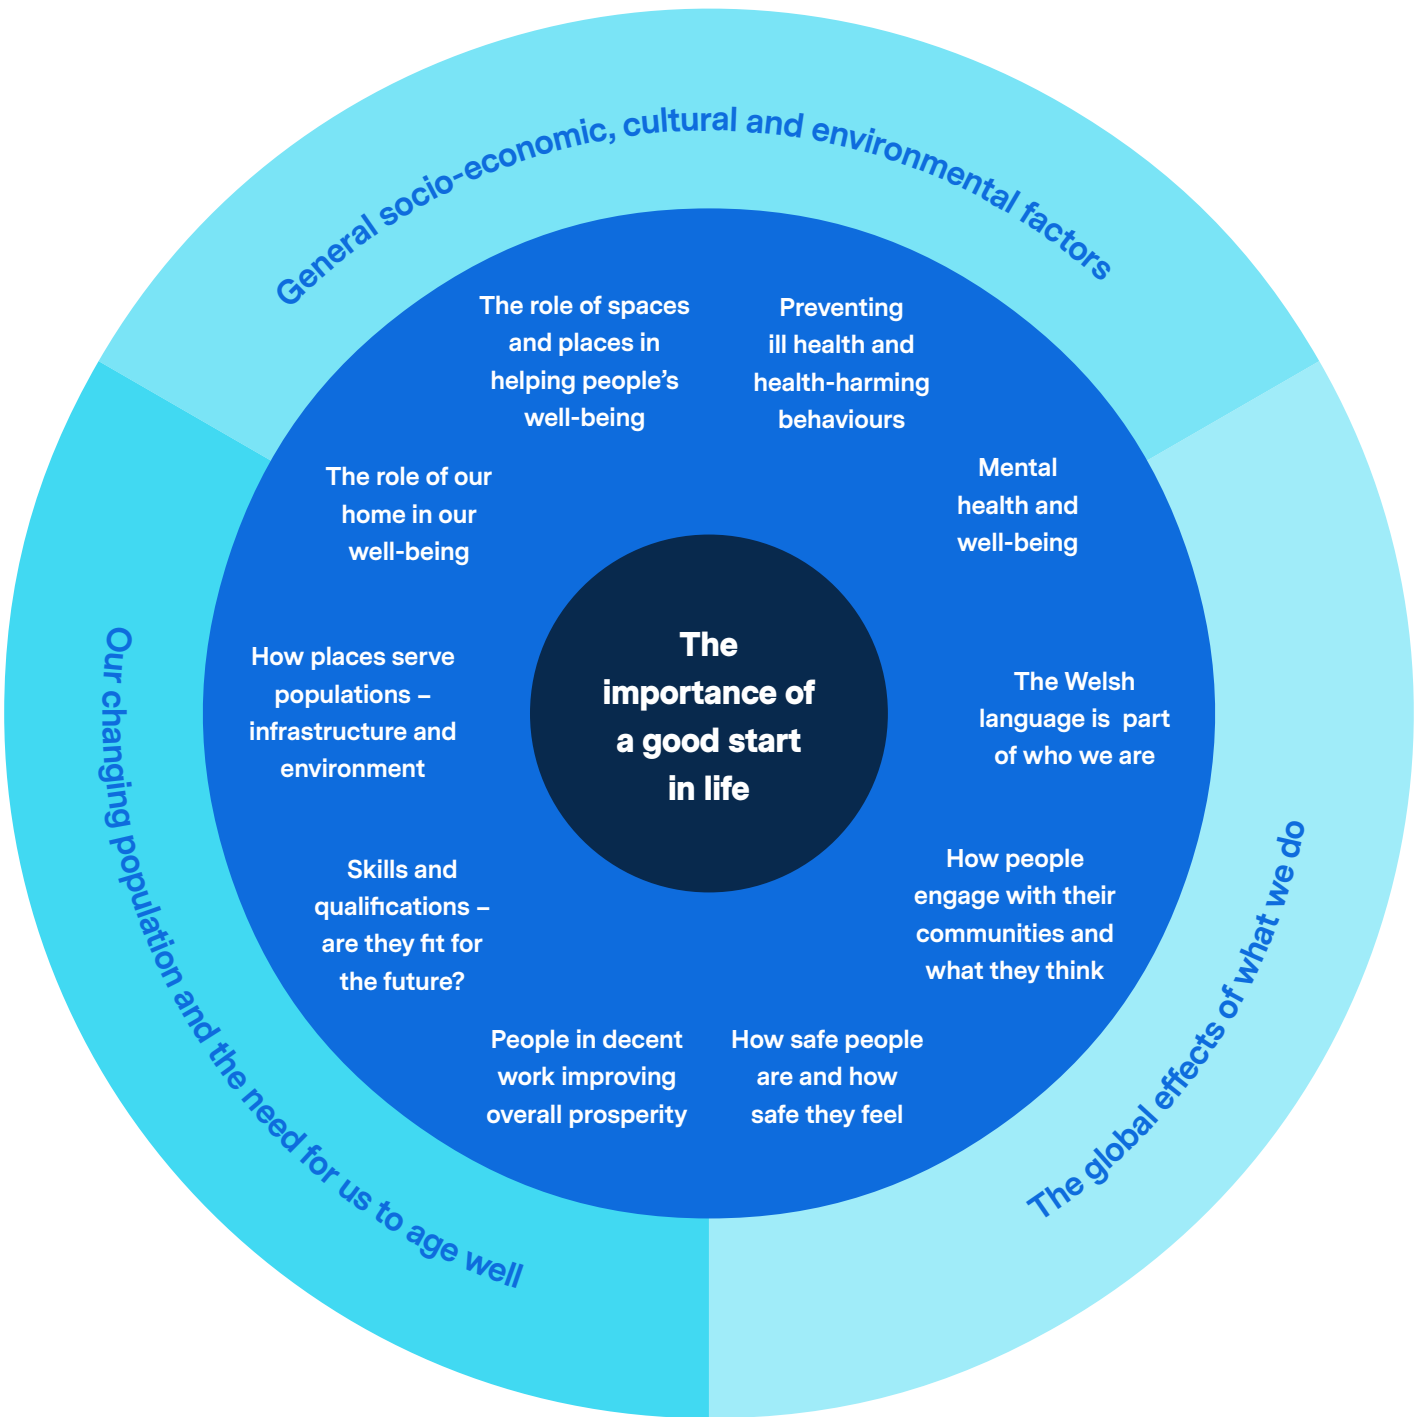 General socio-economic, cultural and environmental factors
The role of spaces
and places in
helping people’s
well-being
Preventing
ill health and
health-harming
behaviours
Mental
health and
well-being
The Welsh
language is  part
of who we are
How people
engage with their
communities and
what they think
How safe people
are and how
safe they feel
People in decent
work improving
overall prosperity
Skills and
qualifications –
are they fit for
the future?
How places serve
populations –
infrastructure and
environment
The role of our
home in our
well-being
The
importance of
a good start
in life
The global effects of what we do
Our changing population and the need for us to age well